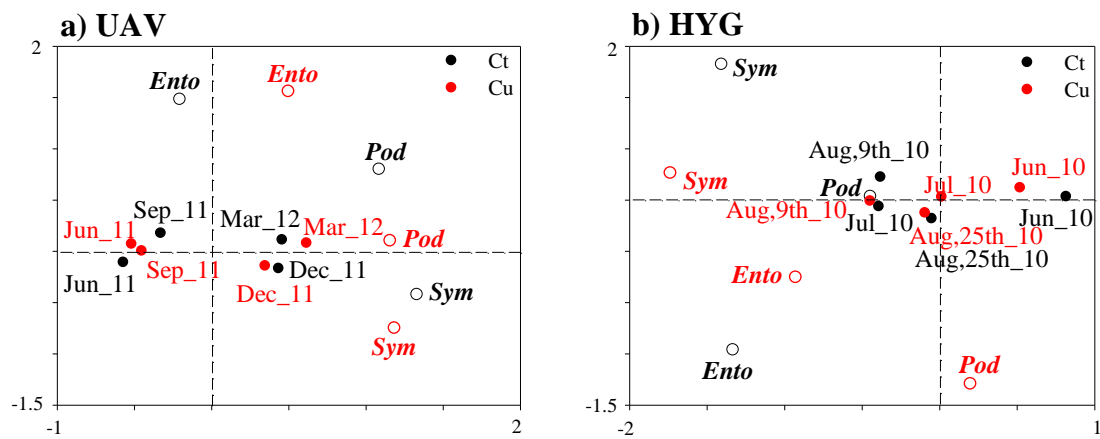 a) UAV
2
Ct
Cu
Ento
Ento
Pod
Sep_11
Mar_12
Jun_11
Mar_12
Pod
Jun_11
Sep_11
Dec_11
Dec_11
Sym
Sym
-1.5
-1
2
b) HYG
2
Ct
Cu
Sym
Aug,9th_10
Jun_10
Sym
Pod
Jul_10
Aug,9th_10
Jul_10
Jun_10
Aug,25th_10
Aug,25th_10
Ento
Ento
Pod
-1.5
-2
1